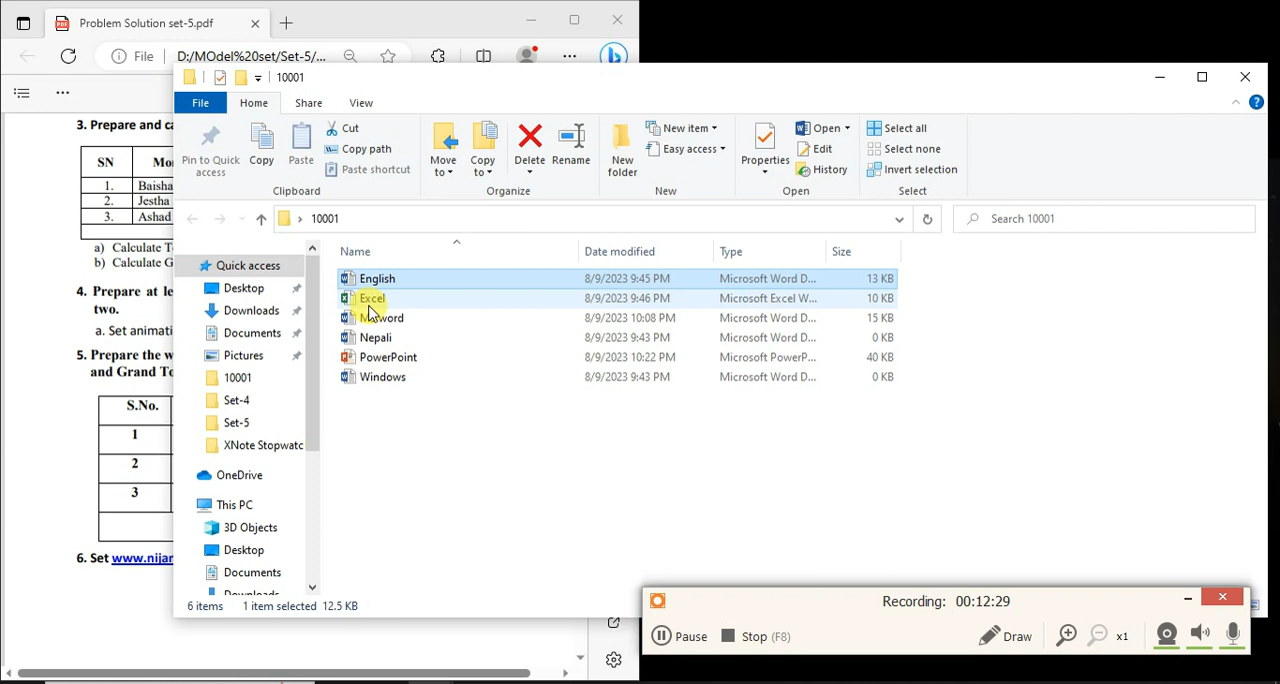 Problem Solution set-5.pdf
File
D:/MOdel%20set/Set-5/...
3. Prepare and ca
SN
Mo
1.
Baisha
2.
Jestha
3.
Ashad
a) Calculate T
b) Calculate G
4. Prepare at le
two.
a. Set animati
5. Prepare the w
and Grand To
S.No.
1
2
3
6. Set www.nijar
10001
File
Home
Share
View
Pin to Quick access
Copy
Paste
Cut
Copy path
Paste shortcut
Clipboard
Move to
Copy to
Delete
Rename
Organize
New folder
New item
Easy access
New
Properties
Open
Edit
History
Open
Select all
Select none
Invert selection
Select
10001
Search 10001
Quick access
Desktop
Downloads
Documents
Pictures
10001
Set-4
Set-5
XNote Stopwatc
OneDrive
This PC
3D Objects
Desktop
Documents
Downloads
Name
Date modified
Type
Size
English 8/9/2023 9:45 PM Microsoft Word D... 13 KB
Excel 8/9/2023 9:46 PM Microsoft Excel W... 10 KB
word 8/9/2023 10:08 PM Microsoft Word D... 15 KB
Nepali 8/9/2023 9:43 PM Microsoft Word D... 0 KB
PowerPoint 8/9/2023 10:22 PM Microsoft PowerP... 40 KB
Windows 8/9/2023 9:43 PM Microsoft Word D... 0 KB
6 items 1 item selected 12.5 KB
Recording: 00:12:29
Pause
Stop (F8)
Draw
x1